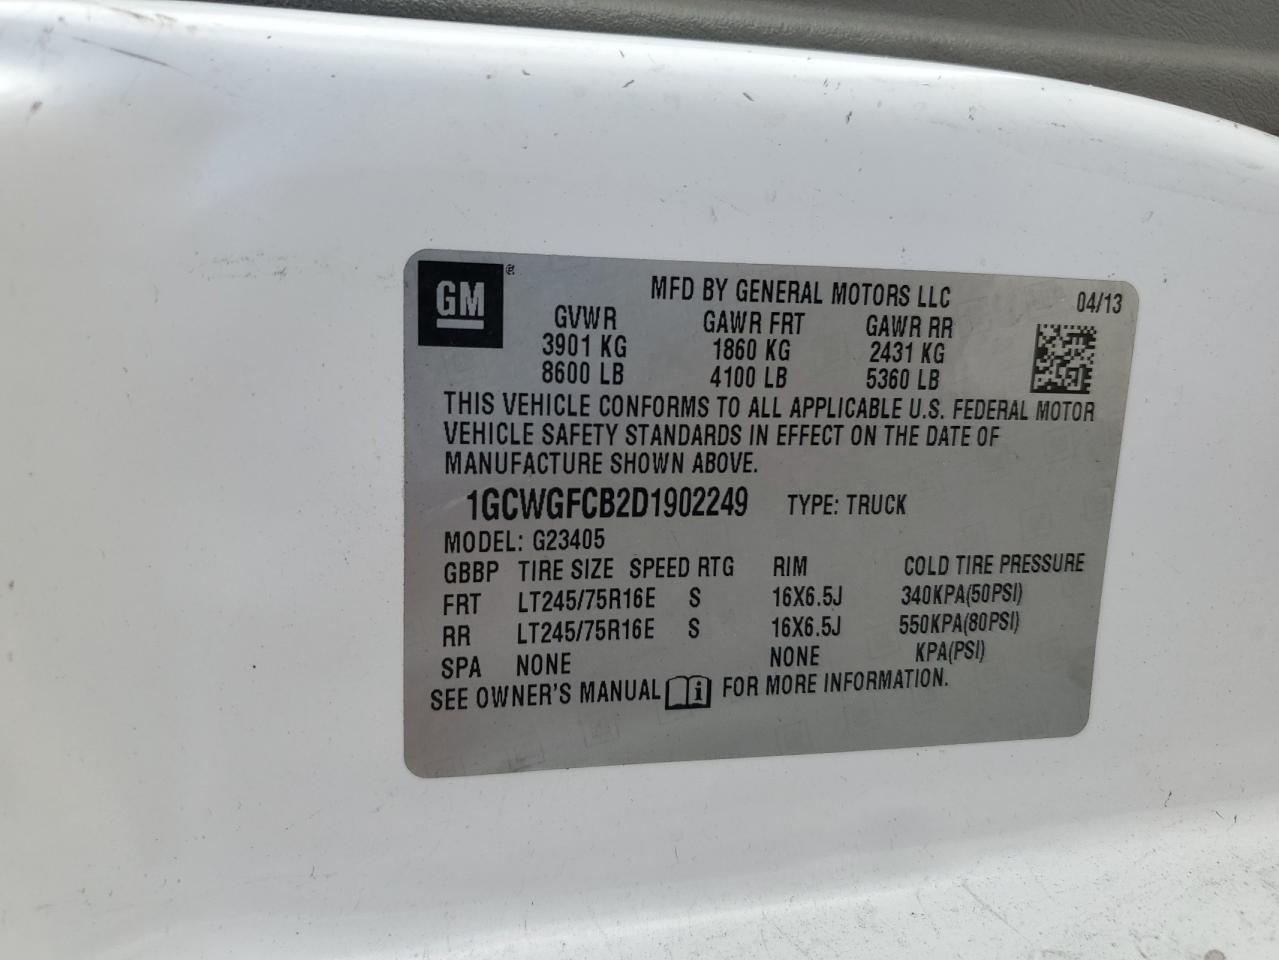 GM®
MFD BY GENERAL MOTORS LLC 04/13
GVWR GAWR FRT GAWR RR
3901 KG 1860 KG 2431 KG
8600 LB 4100 LB 5360 LB
THIS VEHICLE CONFORMS TO ALL APPLICABLE U.S. FEDERAL MOTOR
VEHICLE SAFETY STANDARDS IN EFFECT ON THE DATE OF
MANUFACTURE SHOWN ABOVE.
1GCWGFCB2D1902249 TYPE: TRUCK
MODEL: G23405
GBBP TIRE SIZE SPEED RTG RIM COLD TIRE PRESSURE
FRT LT245/75R16E S 16X6.5J 340KPA(50PSI)
RR LT245/75R16E S 16X6.5J 550KPA(80PSI)
SPA NONE NONE KPA(PSI)
SEE OWNER'S MANUAL i FOR MORE INFORMATION.